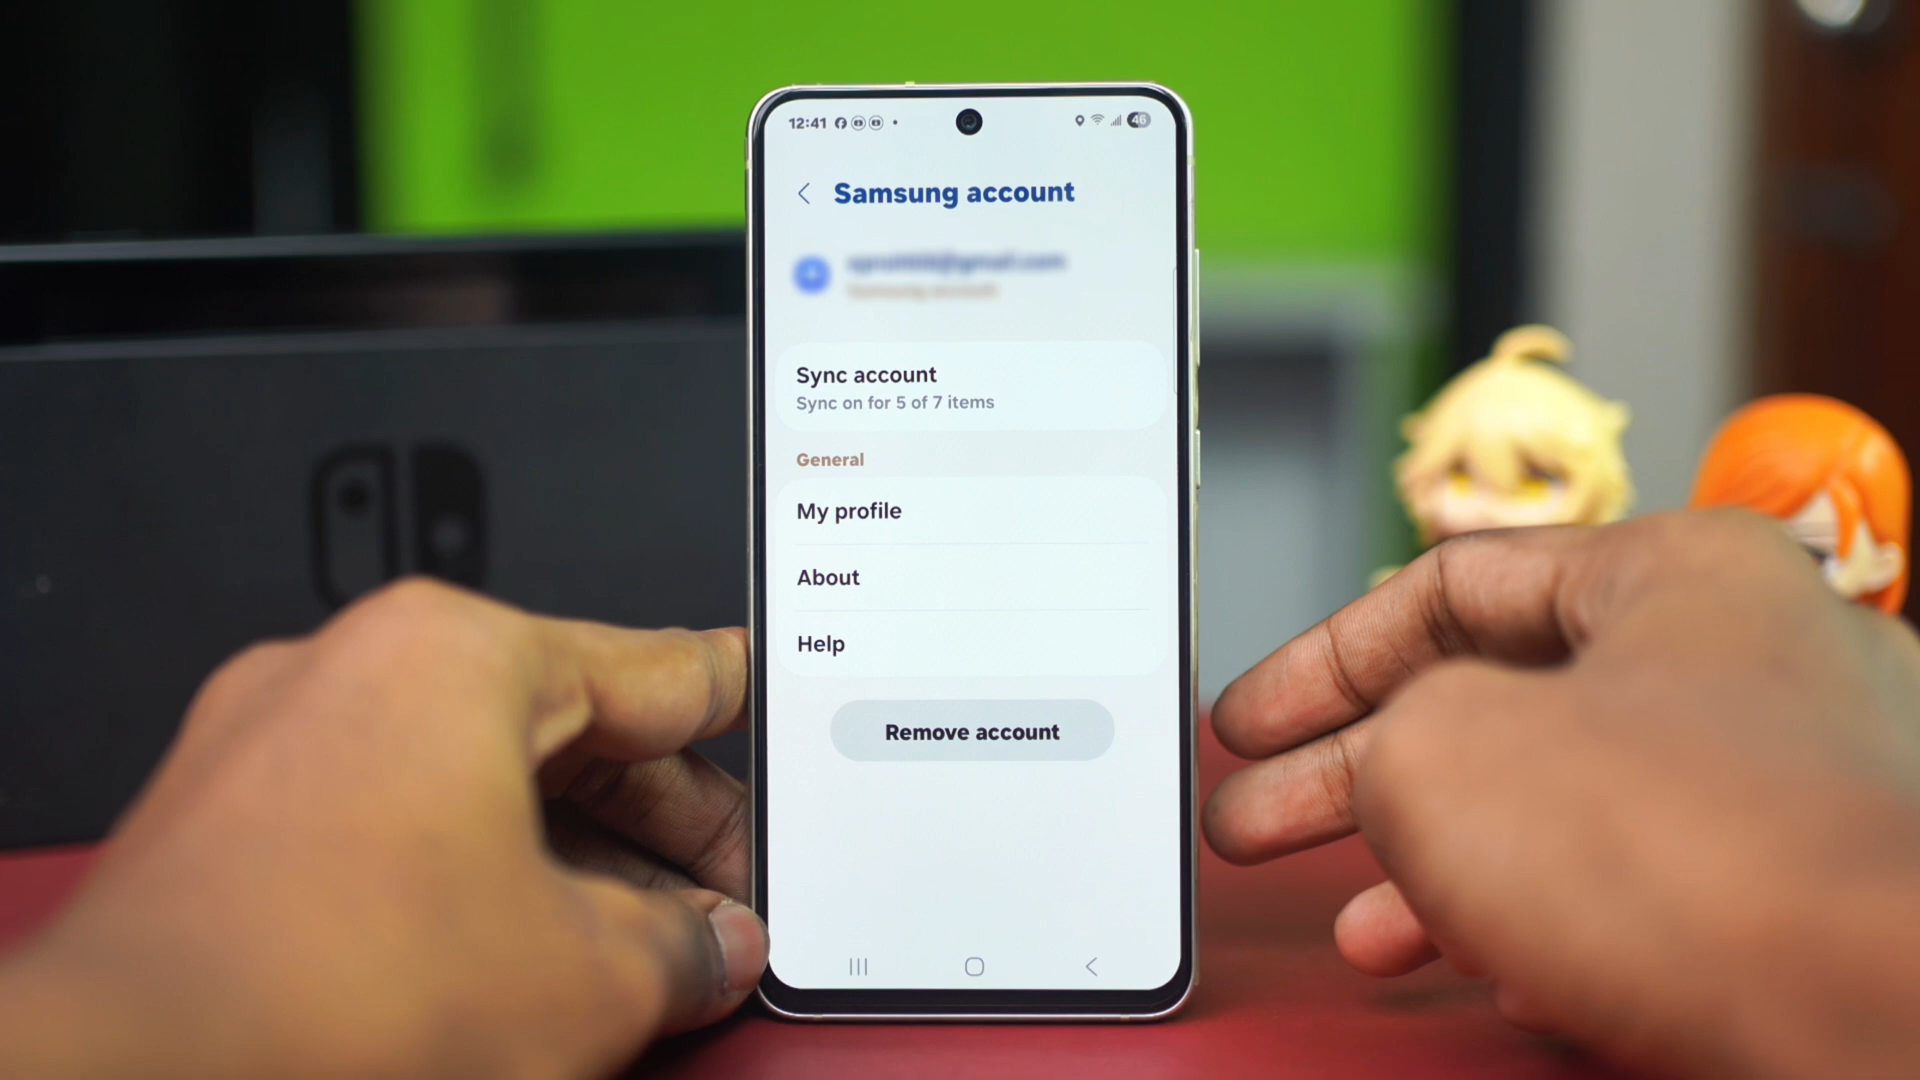 12:41
46
Samsung account
Sync account
Sync on for 5 of 7 items
General
My profile
About
Help
Remove account